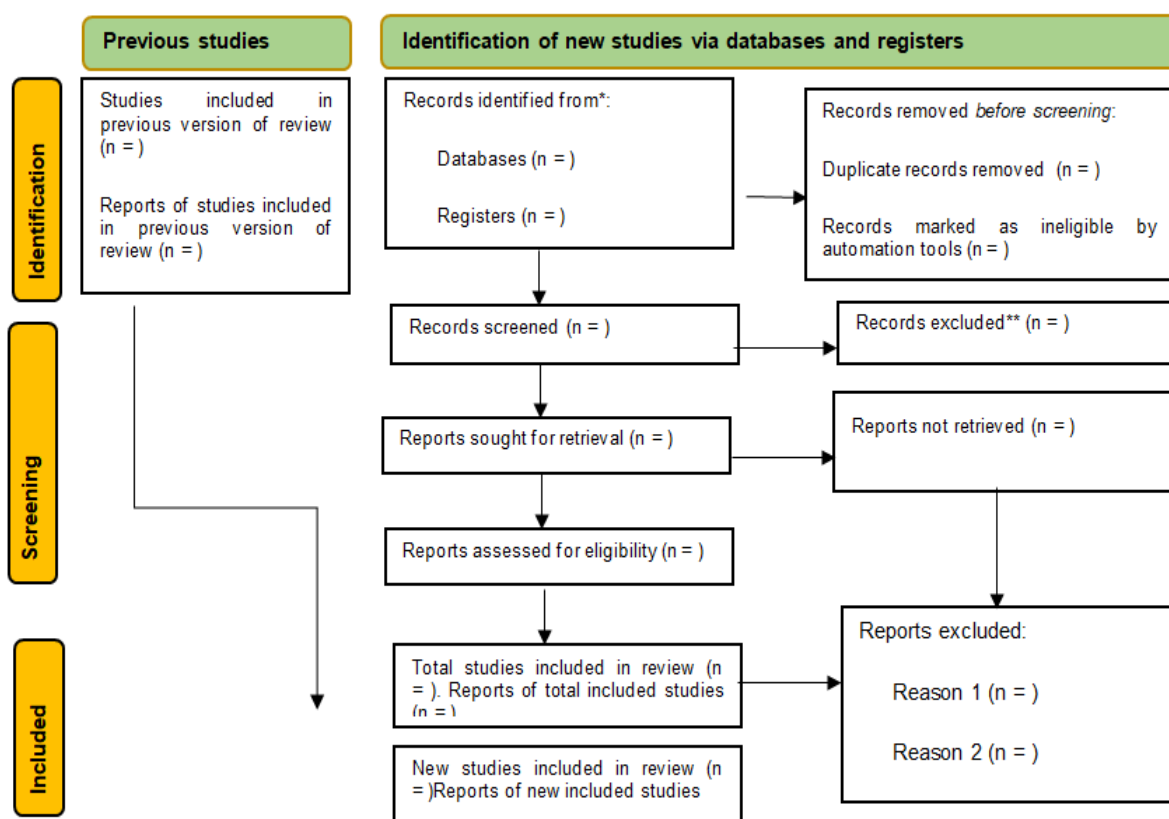 Previous studies
Identification of new studies via databases and registers
Identification
Studies included in
previous version of review
(n = )
Reports of studies included
in previous version of
review (n = )
Records identified from*:
Databases (n = )
Registers (n = )
Records removed before screening:
Duplicate records removed (n = )
Records marked as ineligible by
automation tools (n = )
Screening
Records screened (n = )
Records excluded** (n = )
Reports sought for retrieval (n = )
Reports not retrieved (n = )
Reports assessed for eligibility (n = )
Included
Total studies included in review (n
= ). Reports of total included studies
(n = )
Reports excluded:
Reason 1 (n = )
Reason 2 (n = )
New studies included in review (n
= )Reports of new included studies